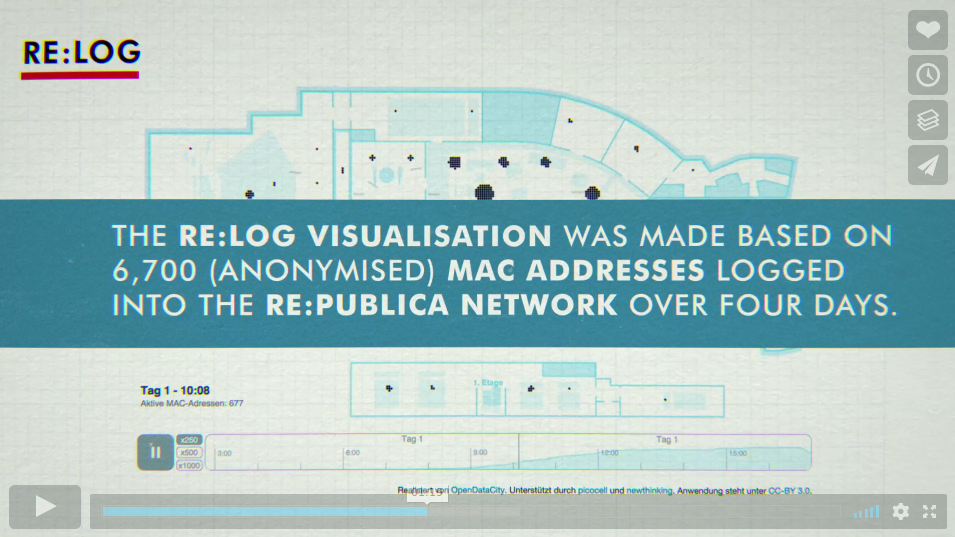 RE:LOG
THE RE:LOG VISUALISATION WAS MADE BASED ON
6,700 (ANONYMISED) MAC ADDRESSES LOGGED
INTO THE RE:PUBLICA NETWORK OVER FOUR DAYS.
1. Etage
Tag 1 - 10:08
Aktive MAC-Adressen: 677
Tag 1 Tag 1
x250
x500
x1000
3:00 6:00 9:00 12:00 15:00
Realisiert von OpenDataCity. Unterstützt durch picocell und newthinking. Anwendung steht unter CC-BY 3.0.
01:15